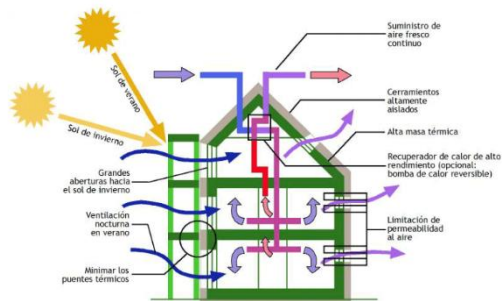 Suministro de
aire fresco
continuo
Sol de verano
Sol de invierno
Cerramientos
altamente
aislados
Alta masa térmica
Recuperador de calor de alto
rendimiento (opcional:
bomba de calor reversible)
Grandes
aberturas hacia
el sol de invierno
Ventilación
nocturna
en verano
Limitación de
permeabilidad
al aire
Minimar los
puentes térmicos